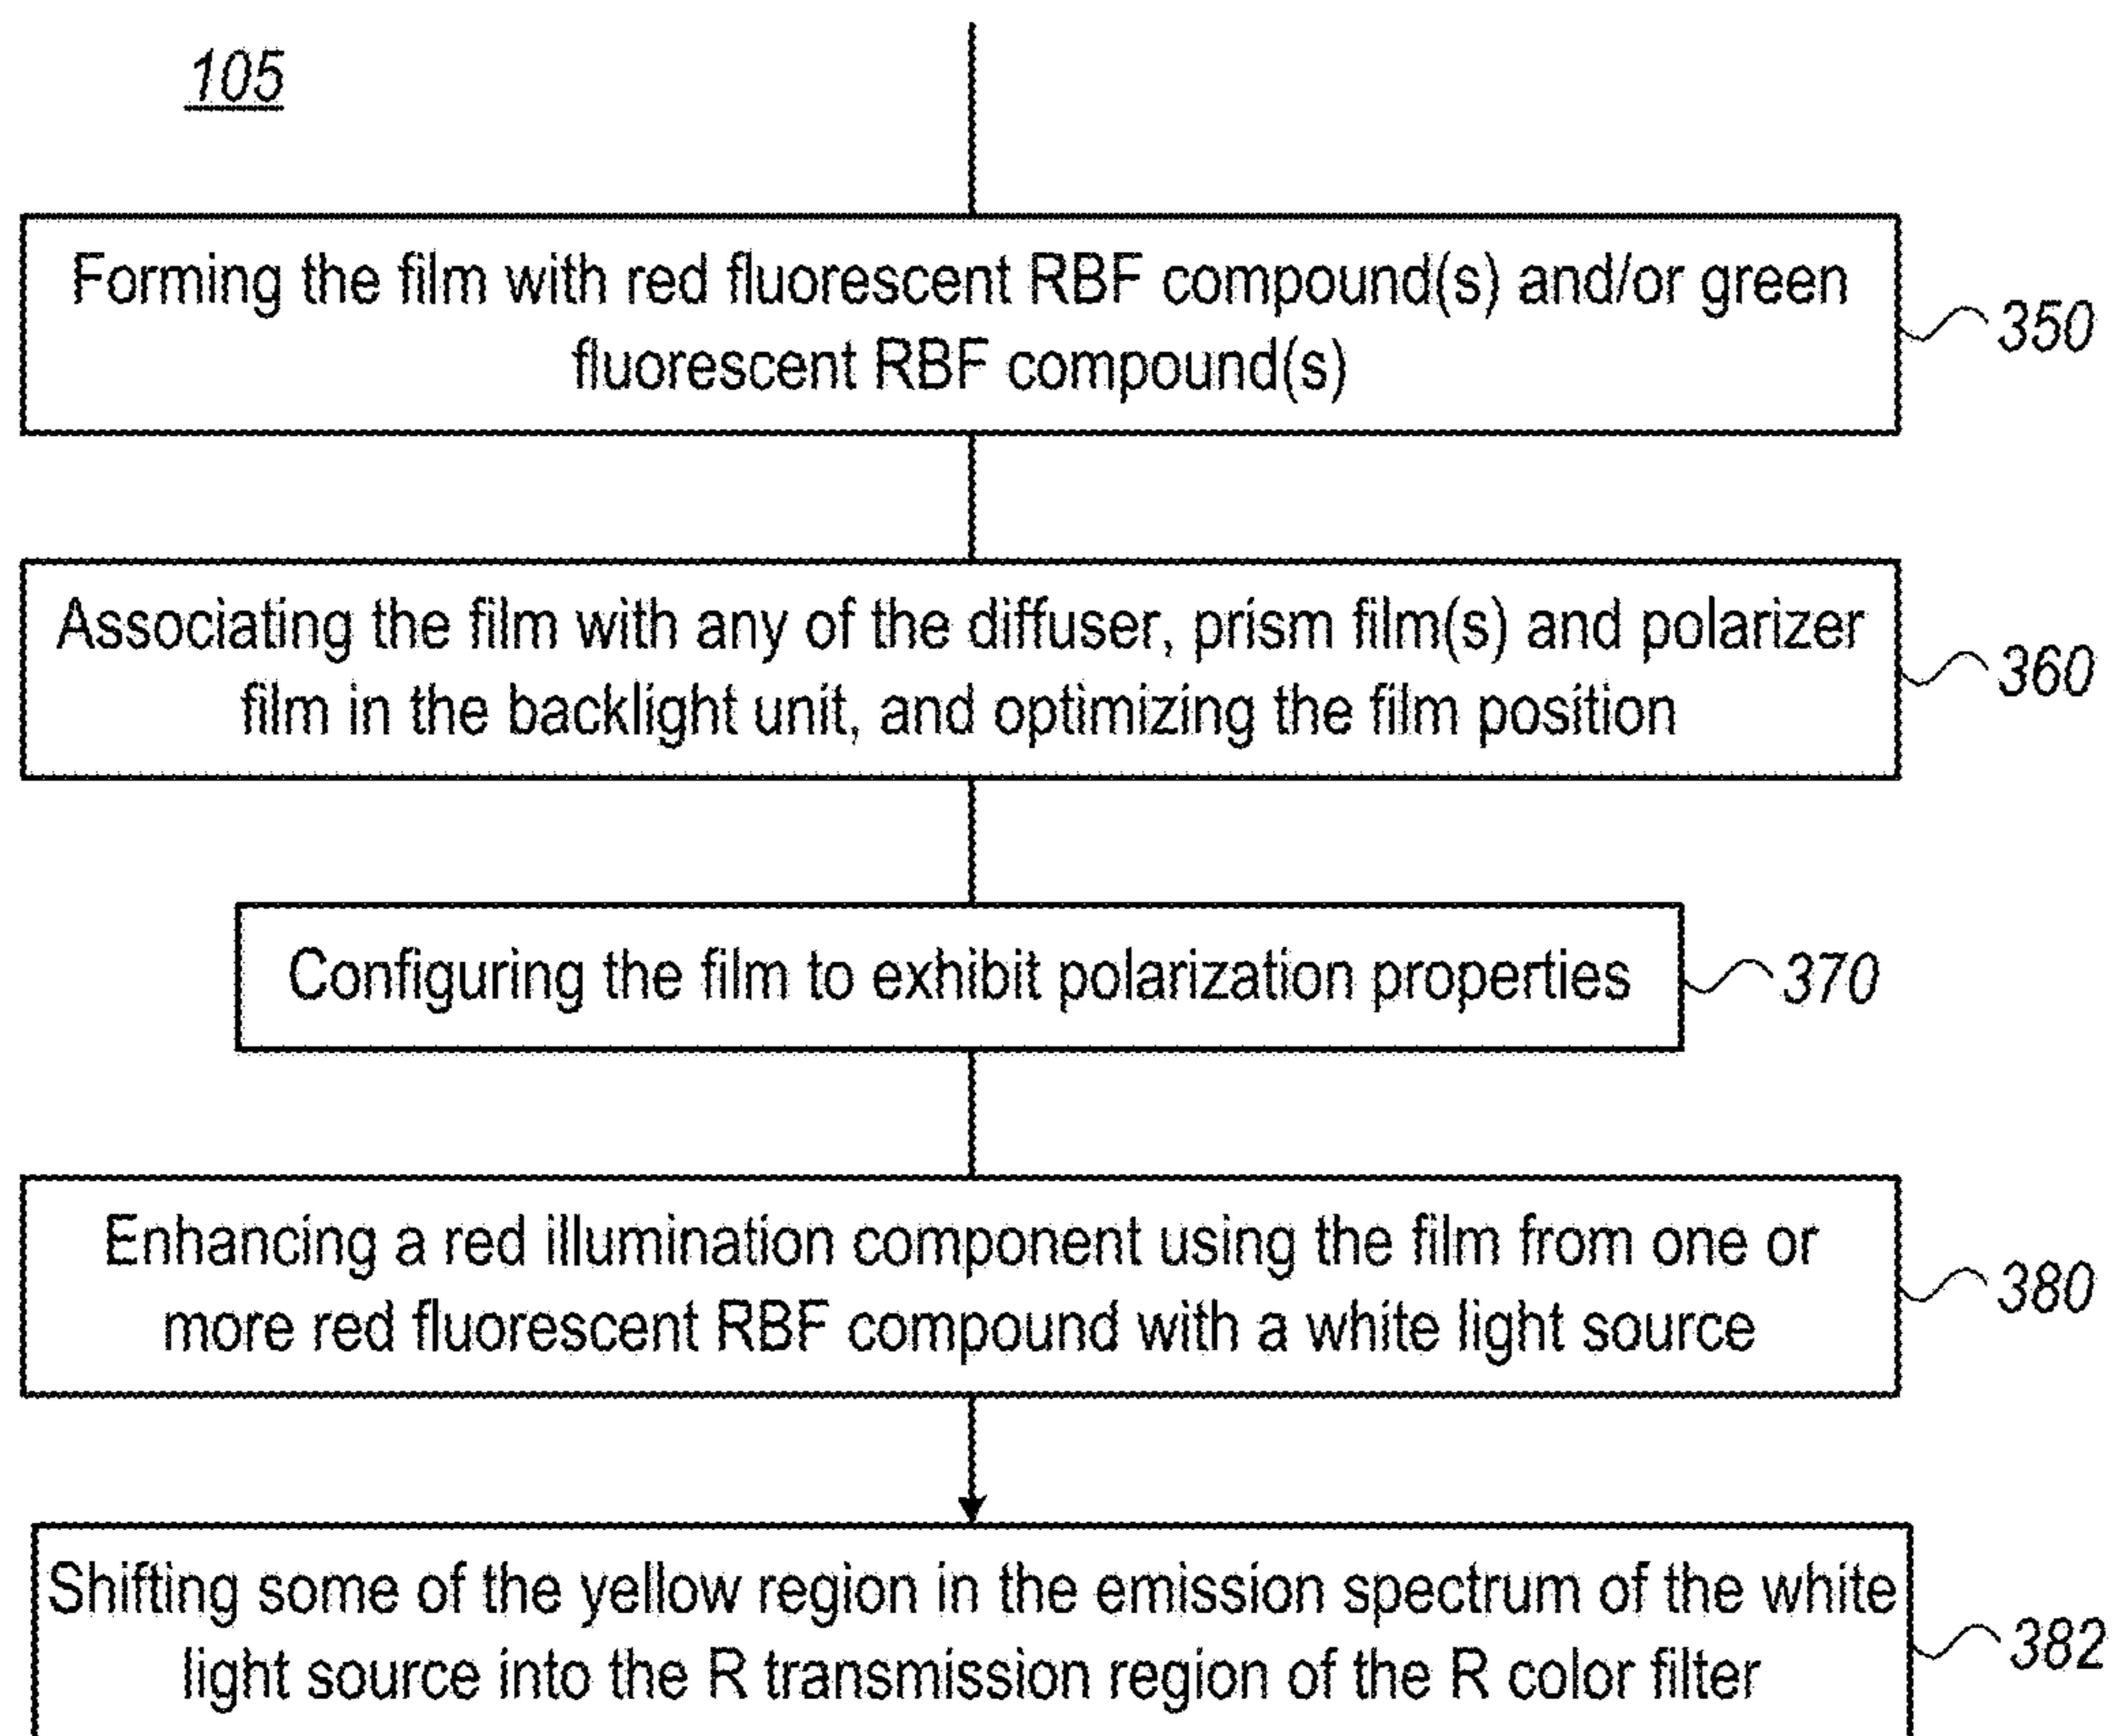 105
Forming the film with red fluorescent RBF compound(s) and/or green
fluorescent RBF compound(s)
350
Associating the film with any of the diffuser, prism film(s) and polarizer
film in the backlight unit, and optimizing the film position
360
Configuring the film to exhibit polarization properties
370
Enhancing a red illumination component using the film from one or
more red fluorescent RBF compound with a white light source
380
Shifting some of the yellow region in the emission spectrum of the white
light source into the R transmission region of the R color filter
382